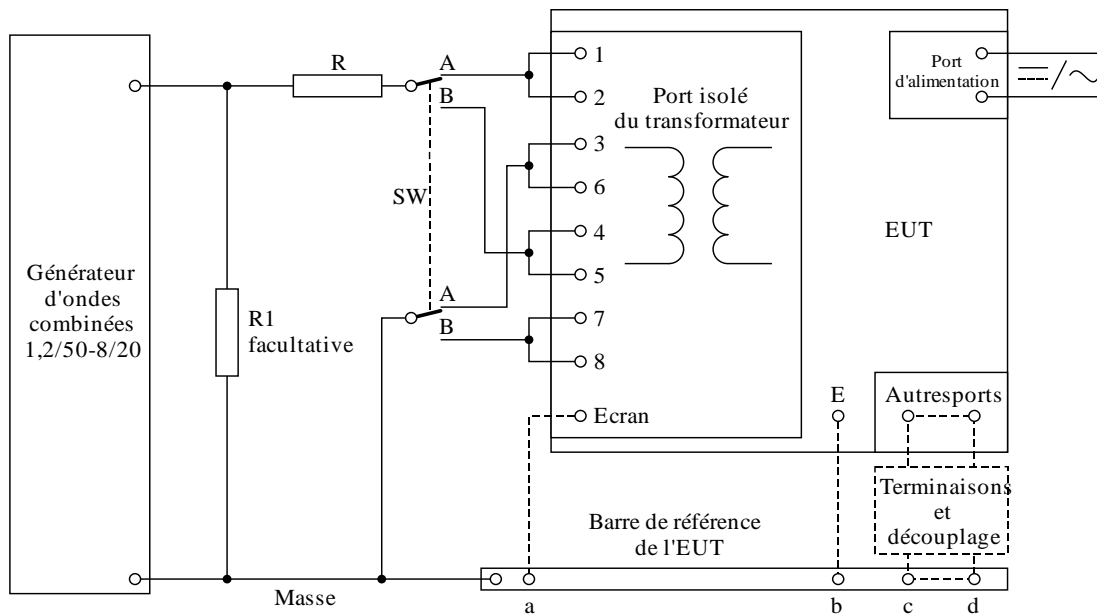 Générateur
d'ondes
combinées
1,2/50-8/20
R
R1
facultative
SW
A
B
A
B
1
2
3
6
4
5
7
8
Ecran
Port isolé
du transformateur
Port
d'alimentation
EUT
E
Autresports
Terminaisons
et
découplage
Barre de référence
de l'EUT
Masse
a
b
c
d